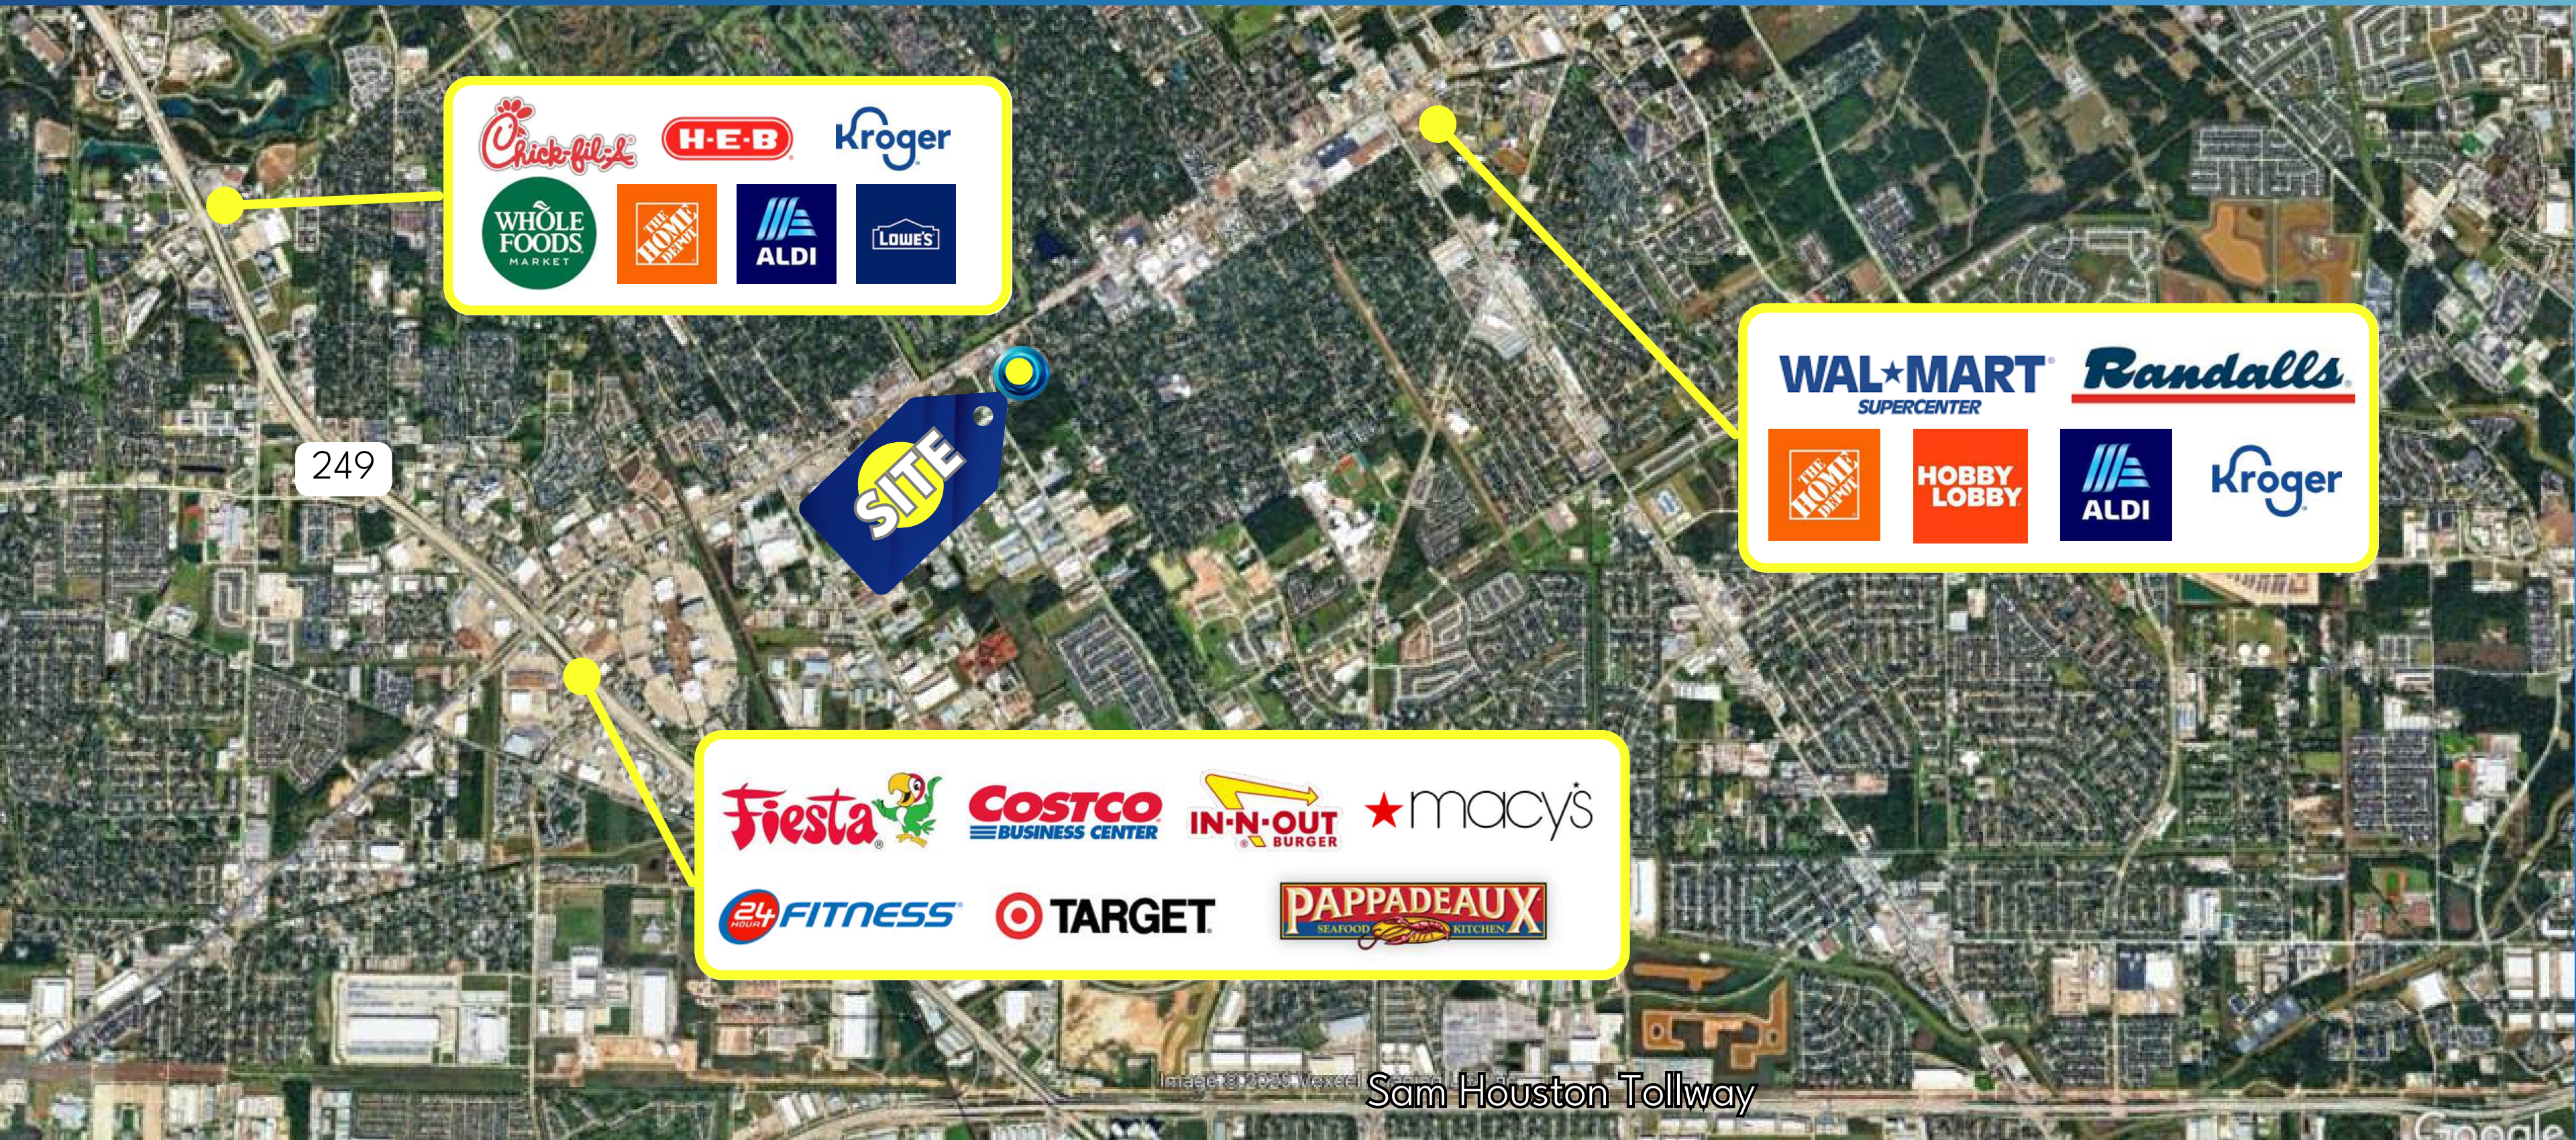 Chick-fil-A
H-E-B
Kroger
WHOLE
FOODS
MARKET
THE
HOME
DEPOT
ALDI
LOWE'S
WAL★MART®
SUPERCENTER
Randalls
THE
HOME
DEPOT
HOBBY
LOBBY
ALDI
Kroger
249
SITE
Fiesta®
COSTCO
BUSINESS CENTER
IN-N-OUT
® BURGER
★macy's
24
HOUR
FITNESS
TARGET
PAPPADEAUX
SEAFOOD KITCHEN
Sam Houston Tollway
Google